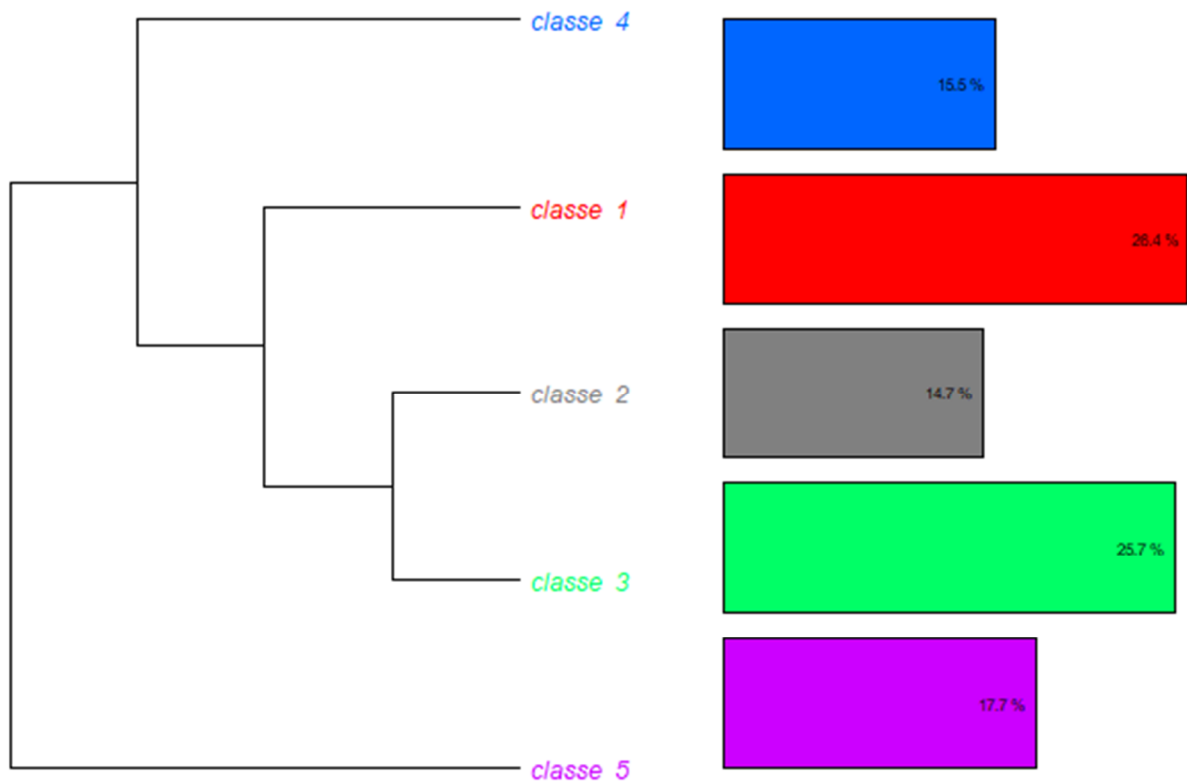 classe 4
15.5 %
classe 1
26.4 %
classe 2
14.7 %
classe 3
25.7 %
classe 5
17.7 %